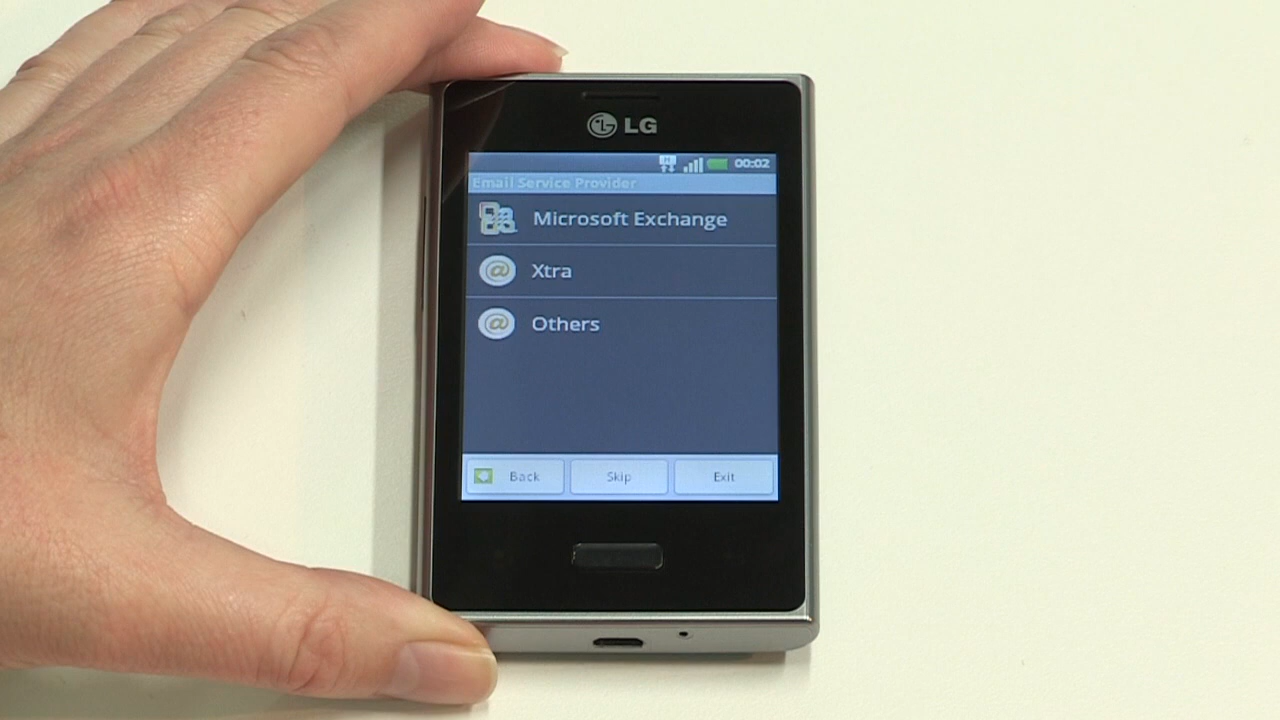 LG
H 00:02
Email Service Provider
Microsoft Exchange
Xtra
Others
Back Skip Exit